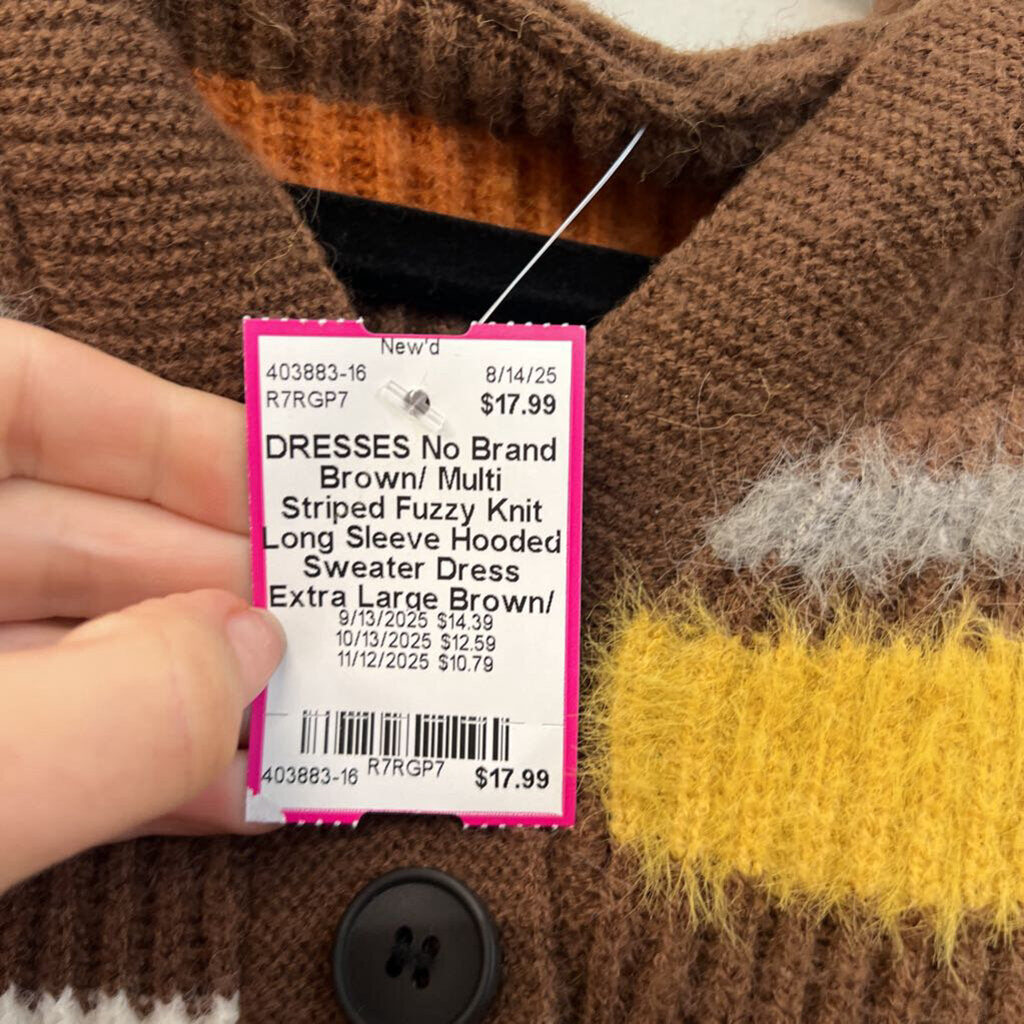 New'd
403883-16 8/14/25
R7RGP7 $17.99
DRESSES No Brand
Brown/ Multi
Striped Fuzzy Knit
Long Sleeve Hooded
Sweater Dress
Extra Large Brown/
9/13/2025 $14.39
10/13/2025 $12.59
11/12/2025 $10.79
403883-16 R7RGP7 $17.99